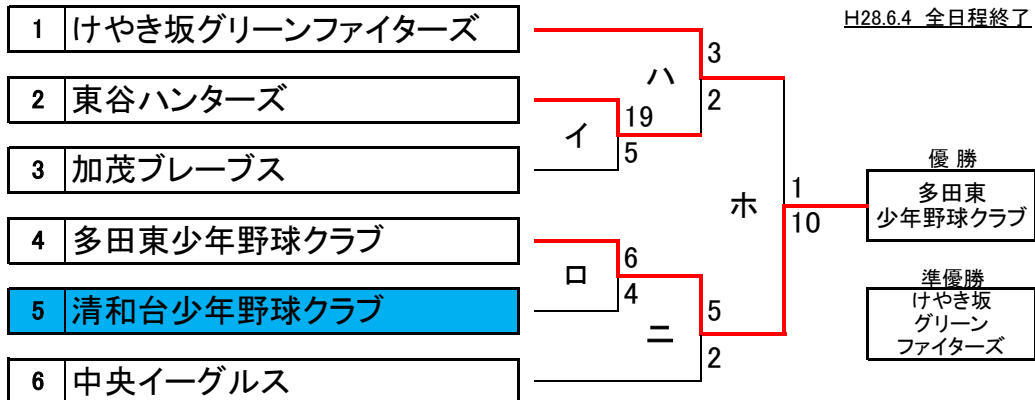 H28.6.4 全日程終了
1 けやき坂グリーンファイターズ
3
ハ
2 東谷ハンターズ
2
19
イ
5
3 加茂ブレーブス
優 勝
1
多田東
少年野球クラブ
ホ
10
4 多田東少年野球クラブ
6
ロ
4
準優勝
けやき坂
グリーン
ファイターズ
5 清和台少年野球クラブ
5
ニ
2
6 中央イーグルス